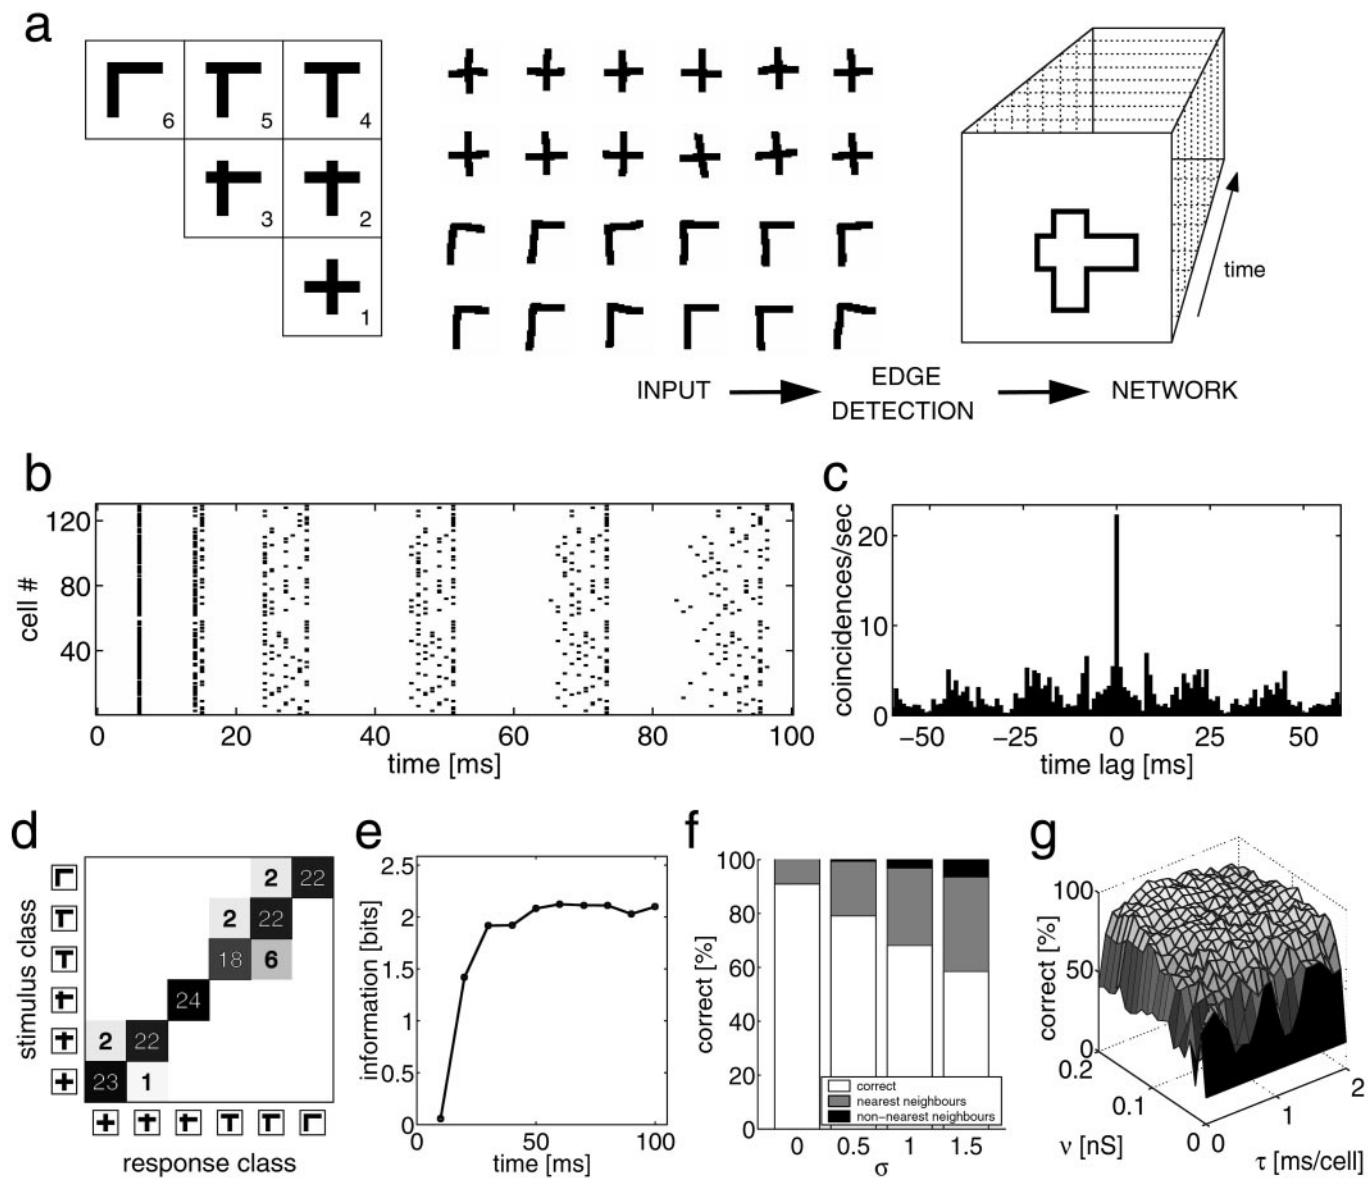 a
6 5 4
3 2
1
time
INPUT EDGE DETECTION NETWORK
b
120
80
40
cell #
0 20 40 60 80 100
time [ms]
c
20
10
0
coincidences/sec
−50 −25 0 25 50
time lag [ms]
d
2 22
2 22
18 6
24
2 22
23 1
stimulus class
response class
e
2.5
2
1.5
1
0.5
0
information [bits]
0 50 100
time [ms]
f
100
80
60
40
20
0
correct [%]
correct
nearest neighbours
non−nearest neighbours
0 0.5 1 1.5
σ
g
100
50
0
correct [%]
0.2
0.1
0
ν [nS]
0
1
2
τ [ms/cell]